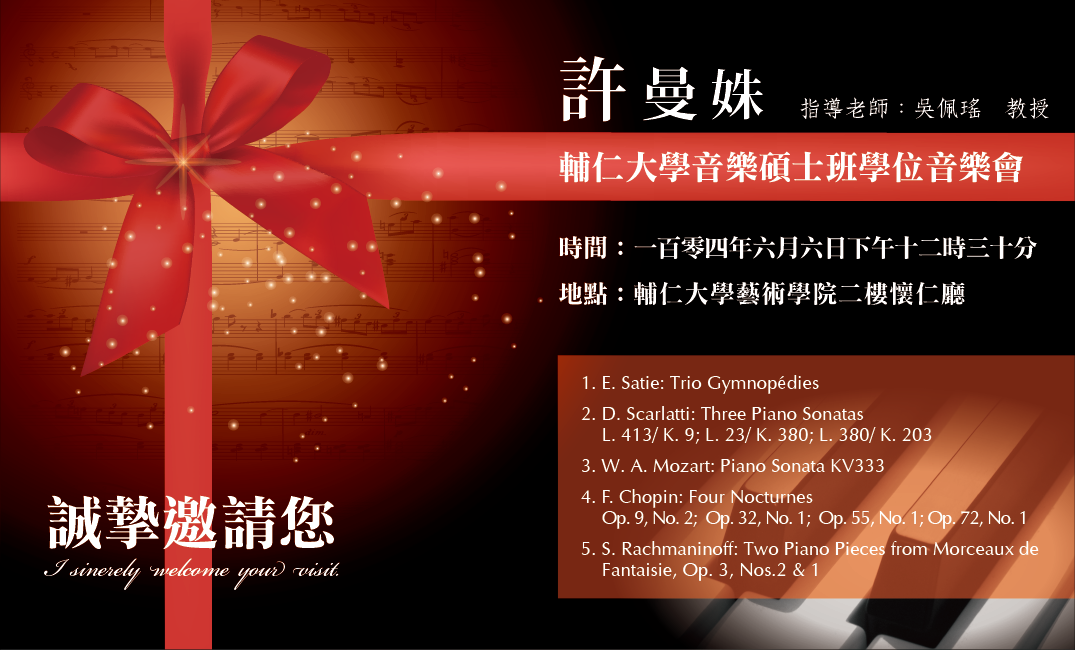 許曼姝 指導老師：吳佩瑤 教授
輔仁大學音樂碩士班學位音樂會
時間：一百零四年六月六日下午十二時三十分
地點：輔仁大學藝術學院二樓懷仁廳
1. E. Satie: Trio Gymnopédies
2. D. Scarlatti: Three Piano Sonatas
L. 413/ K. 9; L. 23/ K. 380; L. 380/ K. 203
3. W. A. Mozart: Piano Sonata KV333
4. F. Chopin: Four Nocturnes
Op. 9, No. 2; Op. 32, No. 1; Op. 55, No. 1; Op. 72, No. 1
5. S. Rachmaninoff: Two Piano Pieces from Morceaux de
Fantaisie, Op. 3, Nos.2 & 1
誠摯邀請您
I sinerely welcome your visit.